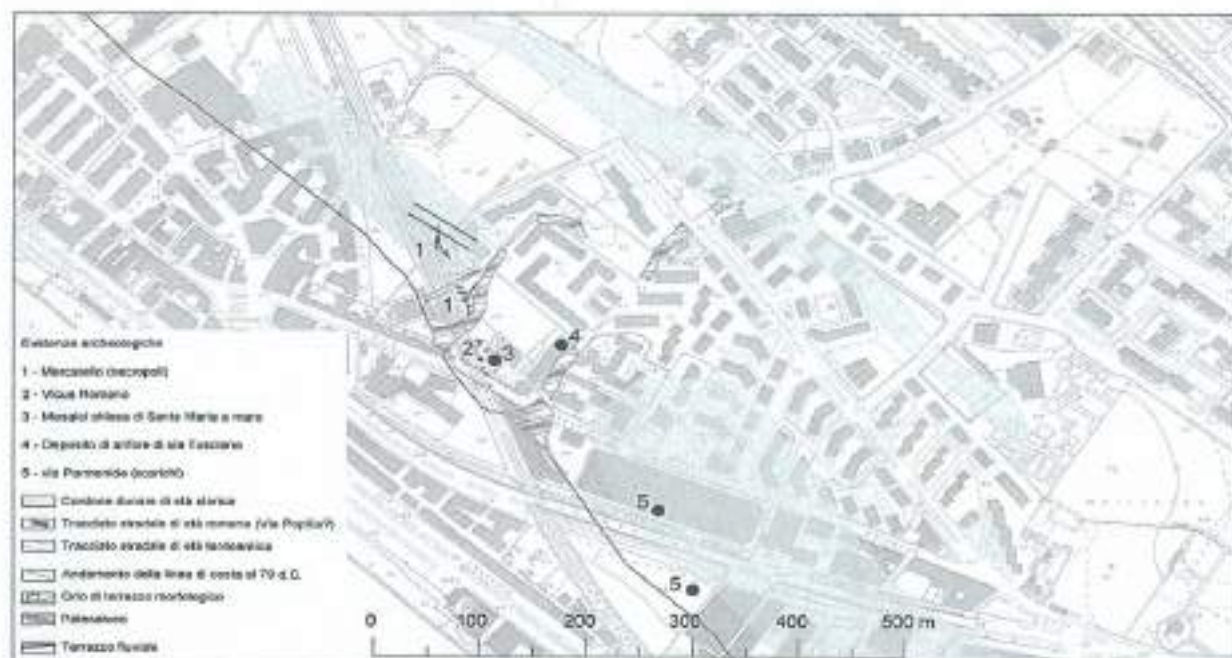 1
1
2
3
4
5
5
Evidenze archeologiche
1 - Mercatello (necropoli)
2 - Vicus Romano
3 - Mosaici chiesa di Santa Maria a mare
4 - Deposito di anfore di via Fusciano
5 - via Parmenide (scarichi)
Cordone dunare di età storica
Tracciato stradale di età romana (Via Popilia?)
Tracciato stradale di età tardoantica
Andamento della linea di costa al 79 d.C.
Orlo di terrazzo morfologico
Terrazzo fluviale
0 100 200 300 400 500 m